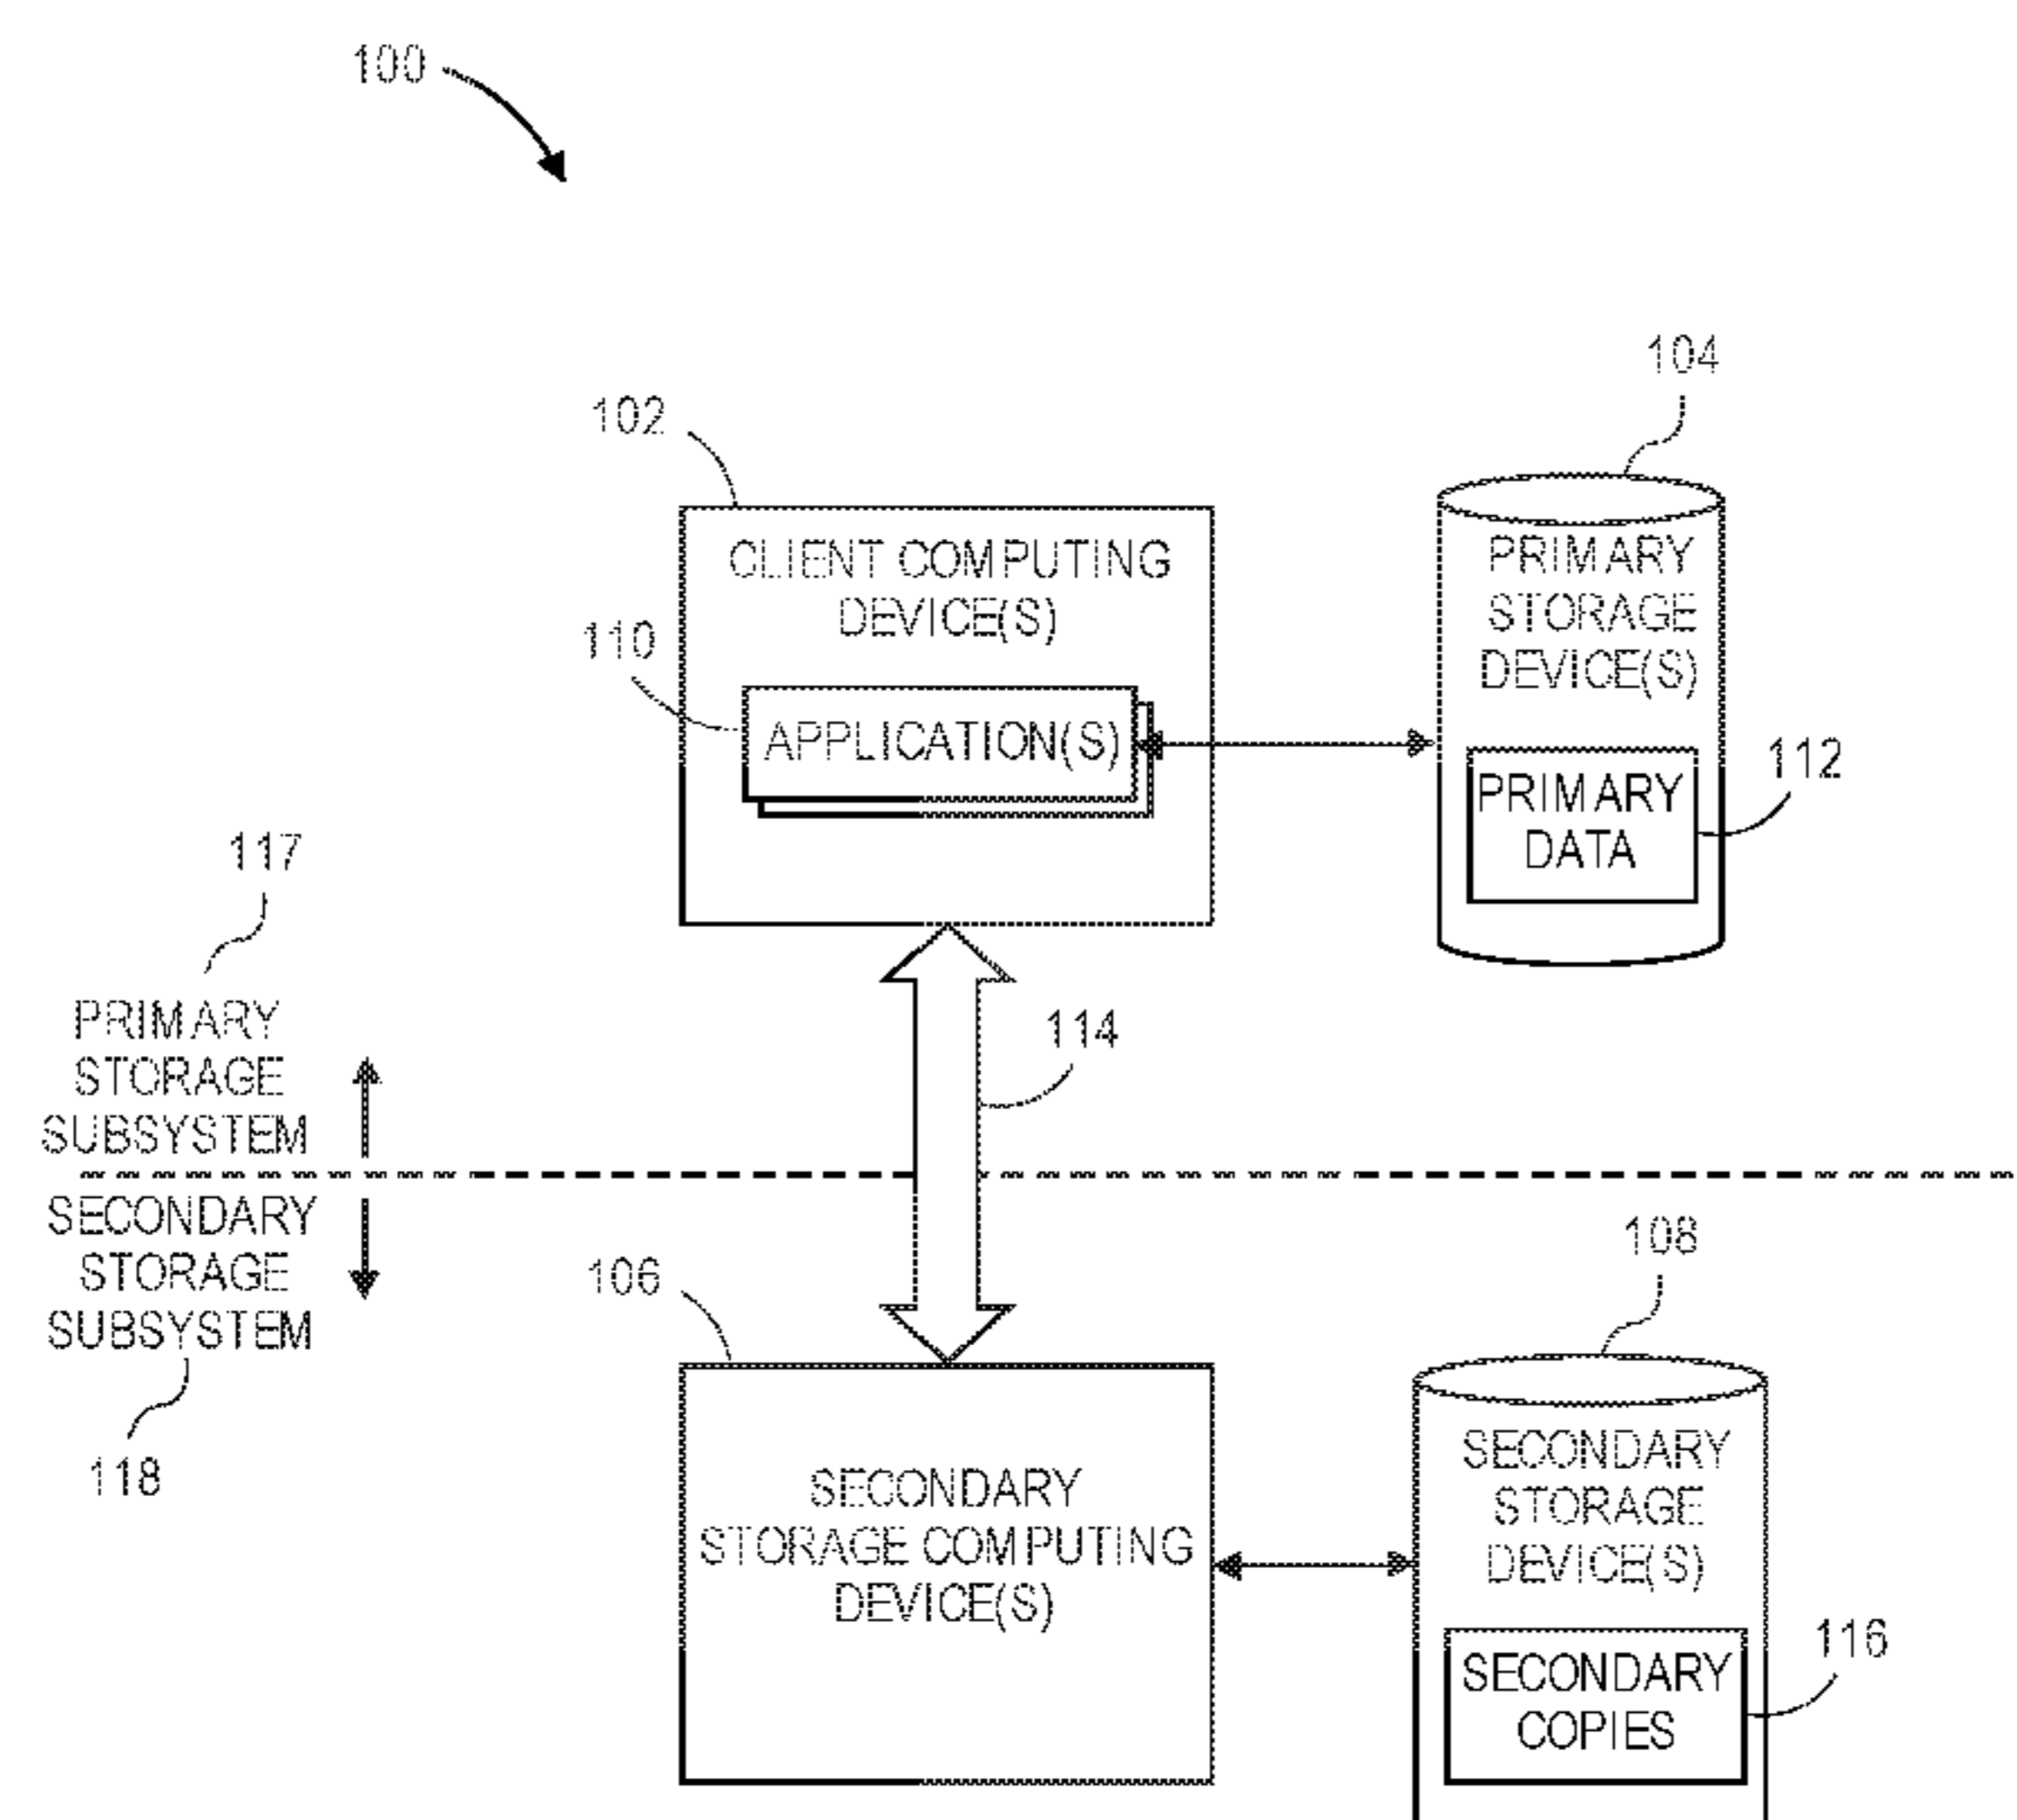 100
104
102
CLIENT COMPUTING
DEVICE(S)
PRIMARY
STORAGE
DEVICE(S)
110
APPLICATION(S)
112
PRIMARY
DATA
117
PRIMARY
STORAGE
SUBSYSTEM
114
SECONDARY
STORAGE
SUBSYSTEM
118
106
108
SECONDARY
STORAGE COMPUTING
DEVICE(S)
SECONDARY
STORAGE
DEVICE(S)
116
SECONDARY
COPIES